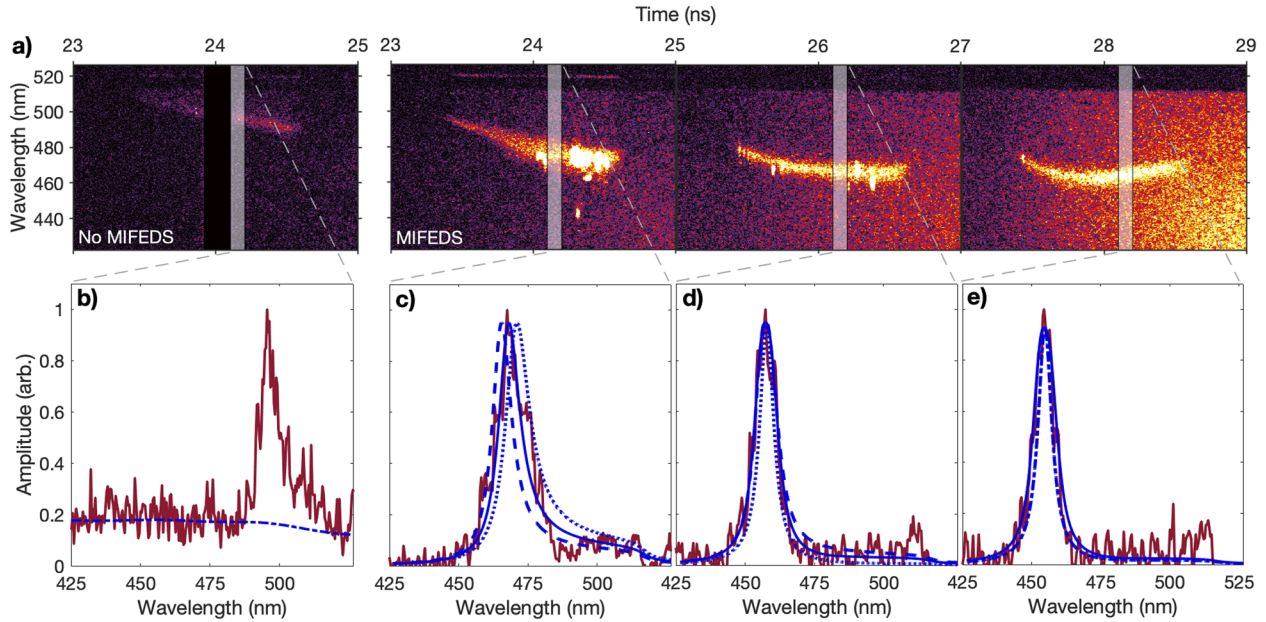 Time (ns)
a)
23 24 25 23 24 25 26 27 28 29
Wavelength (nm)
520
500
480
460
440
No MIFEDS
MIFEDS
b) c) d) e)
Amplitude (arb.)
1
0.8
0.6
0.4
0.2
0
425 450 475 500 425 450 475 500 425 450 475 500 425 450 475 500 525
Wavelength (nm) Wavelength (nm) Wavelength (nm) Wavelength (nm)